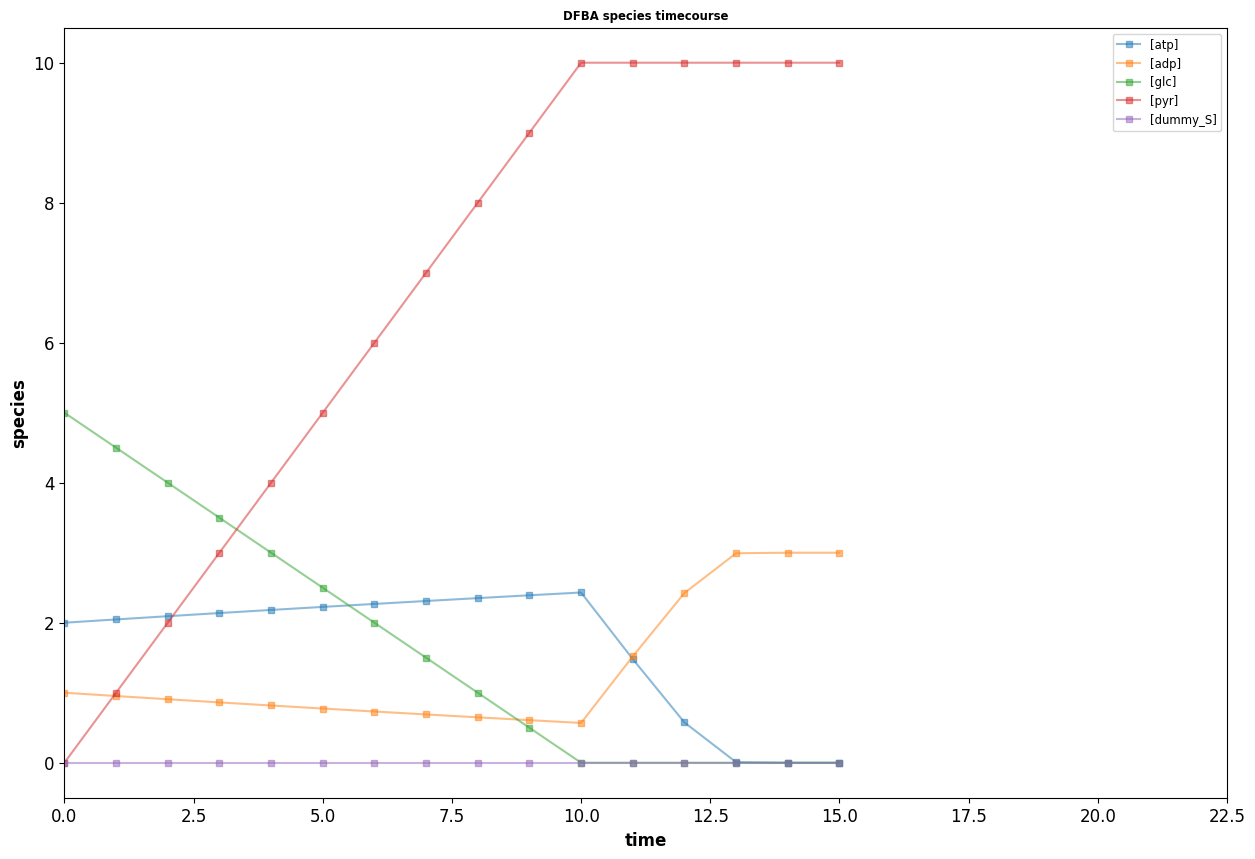 DFBA species timecourse
[atp]
[adp]
[glc]
[pyr]
[dummy_S]
10
8
6
4
2
0
species
0.0 2.5 5.0 7.5 10.0 12.5 15.0 17.5 20.0 22.5
time